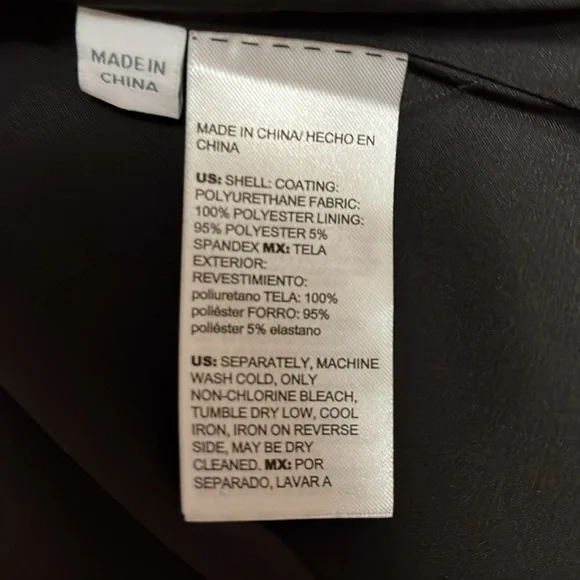 MADE IN
CHINA
MADE IN CHINA/ HECHO EN
CHINA
US: SHELL: COATING:
POLYURETHANE FABRIC:
100% POLYESTER LINING:
95% POLYESTER 5%
SPANDEX MX: TELA
EXTERIOR:
REVESTIMIENTO:
poliuretano TELA: 100%
poliéster FORRO: 95%
poliéster 5% elastano
US: SEPARATELY, MACHINE
WASH COLD, ONLY
NON-CHLORINE BLEACH,
TUMBLE DRY LOW, COOL
IRON, IRON ON REVERSE
SIDE, MAY BE DRY
CLEANED. MX: POR
SEPARADO, LAVAR A